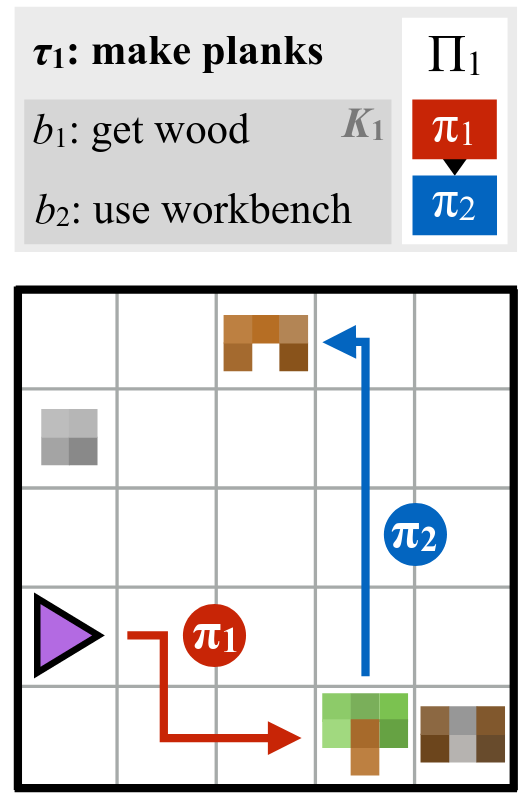 τ₁: make planks Π₁
b₁: get wood K₁ π₁
b₂: use workbench π₂
π₂
π₁